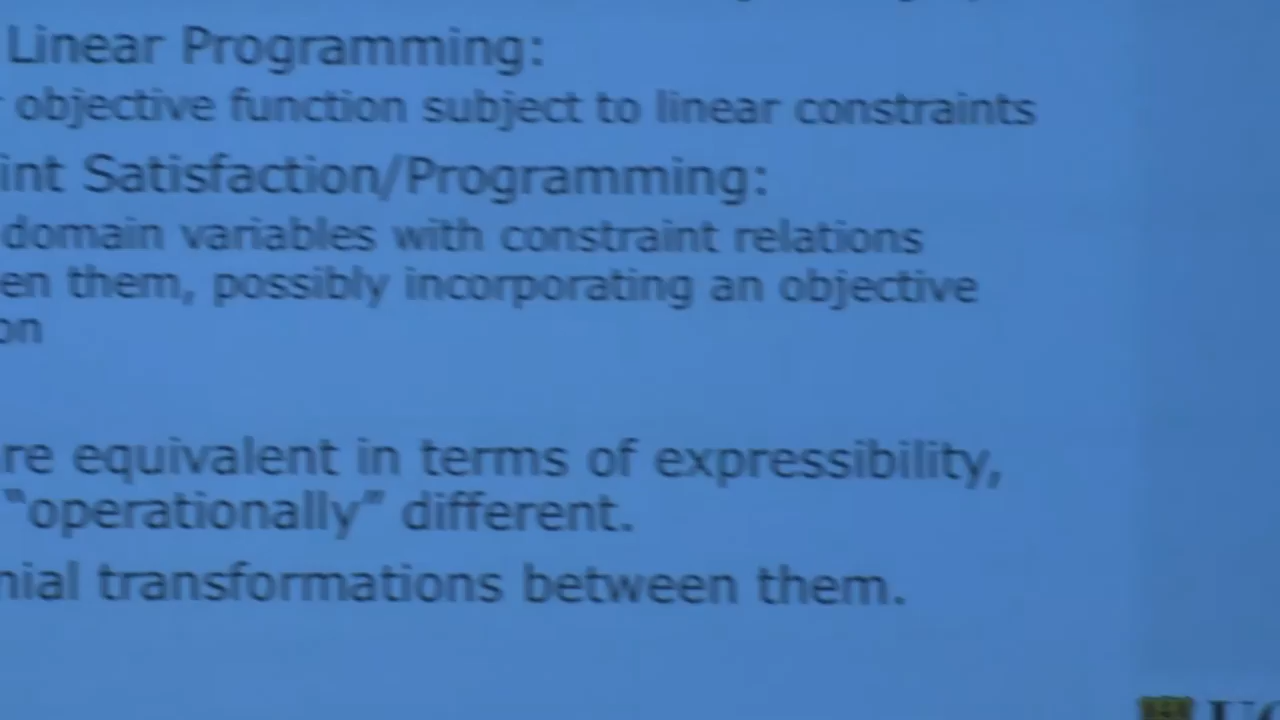 Linear Programming:
objective function subject to linear constraints
int Satisfaction/Programming:
domain variables with constraint relations
en them, possibly incorporating an objective
on
re equivalent in terms of expressibility,
“operationally” different.
nial transformations between them.